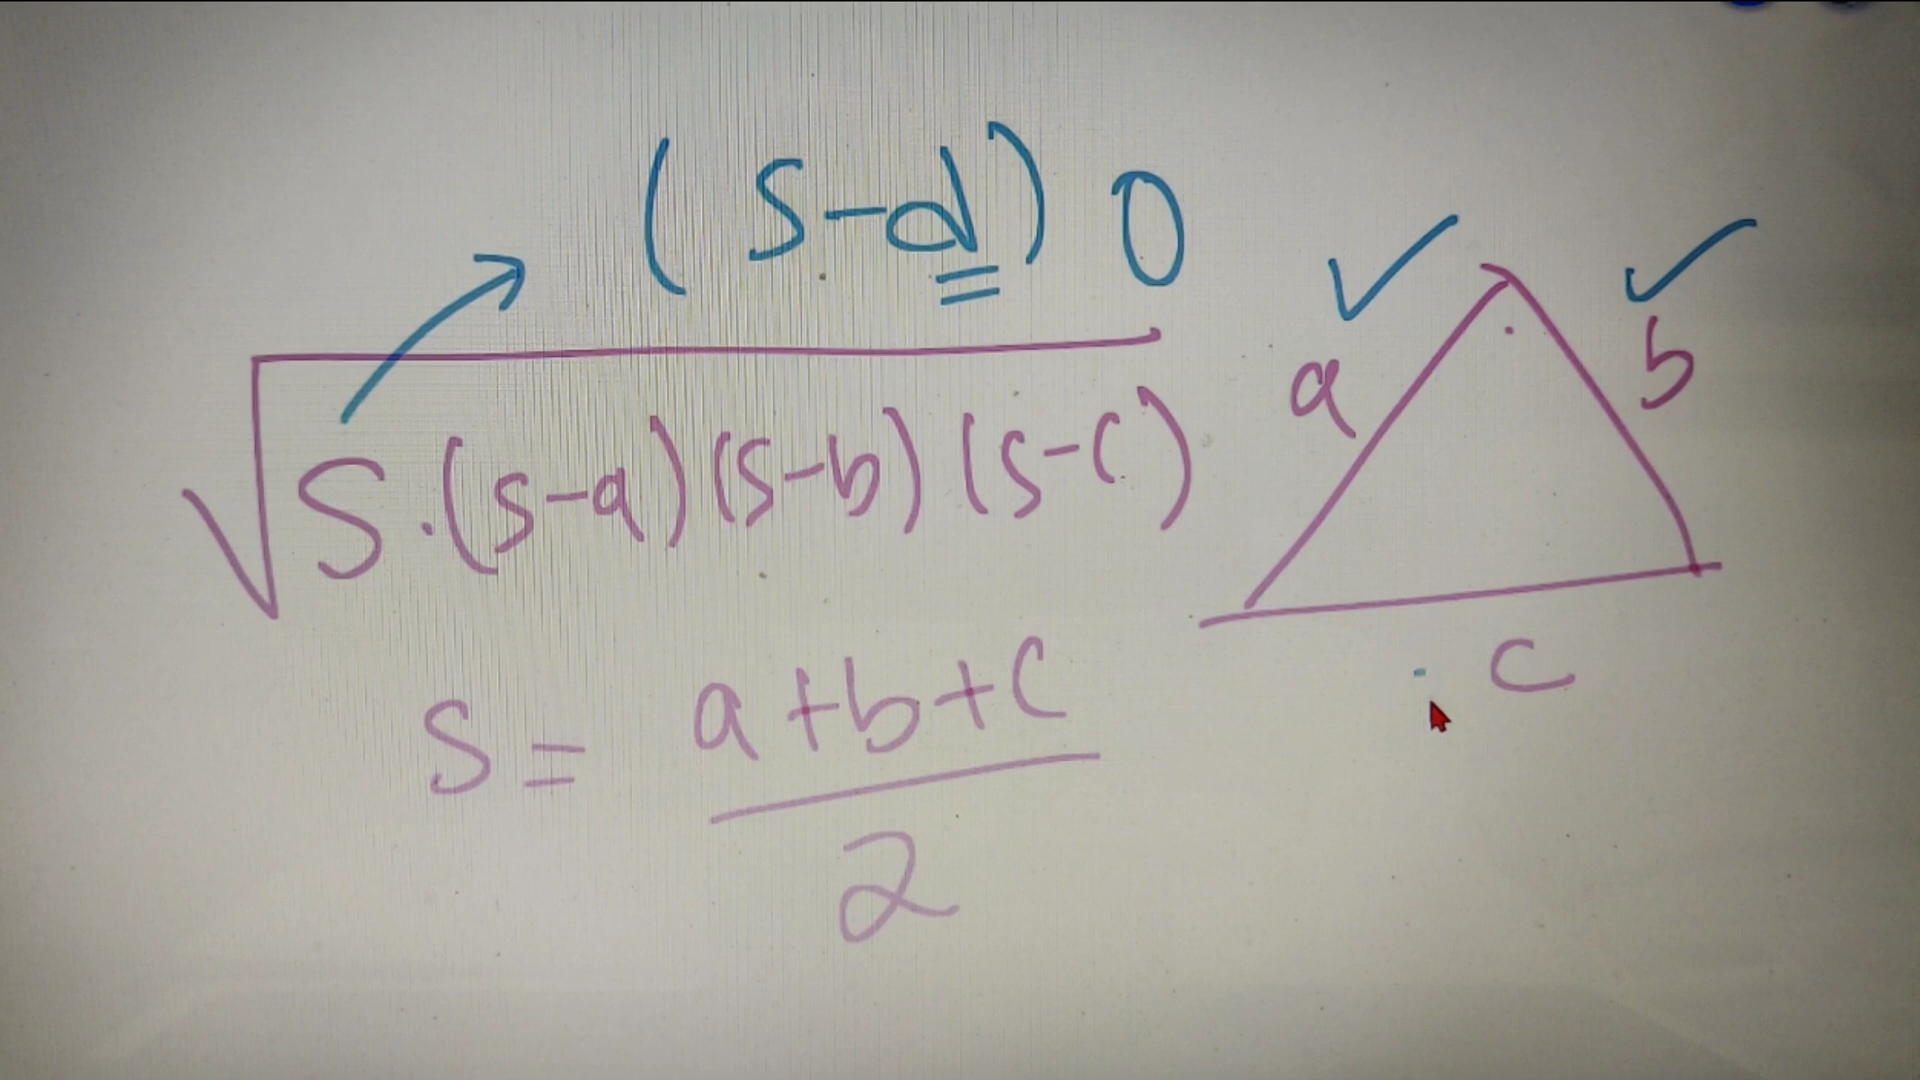 (S-d) 0
√S.(s-a)(s-b)(s-c)
a
b
c
S = a+b+c
2